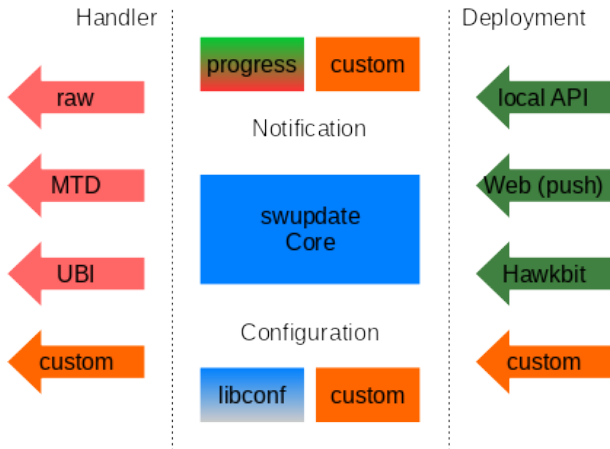 Handler
Deployment
progress
custom
raw
local API
Notification
MTD
Web (push)
swupdate
Core
UBI
Hawkbit
Configuration
custom
custom
libconf
custom